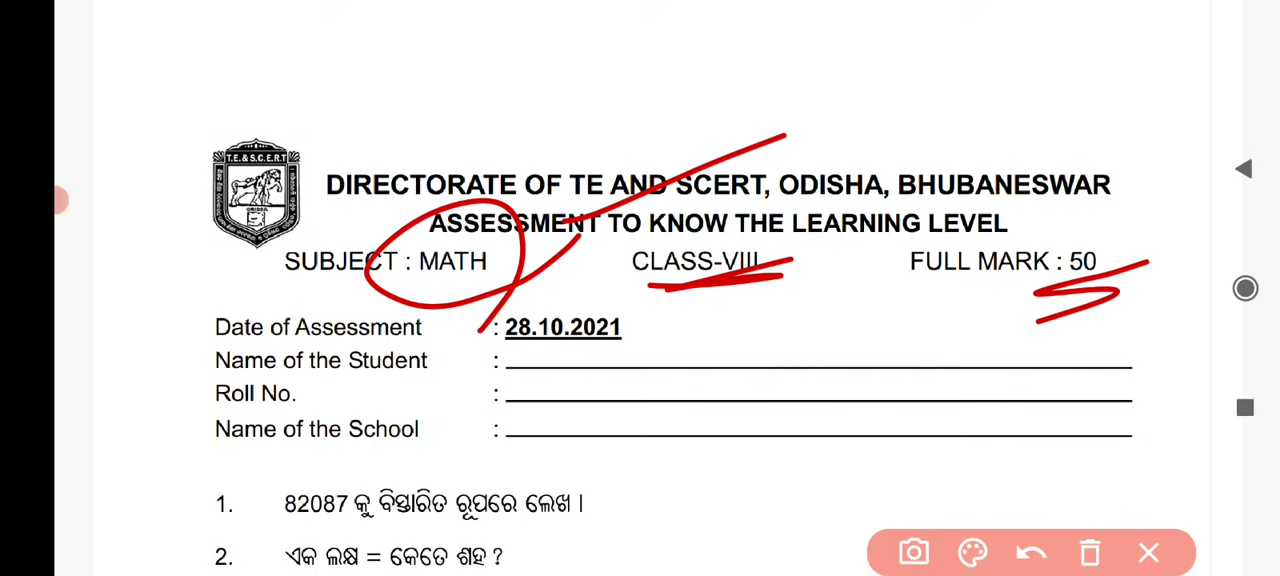 T.E.& S.C.E.R.T
ORISSA
DIRECTORATE OF TE AND SCERT, ODISHA, BHUBANESWAR
ASSESSMENT TO KNOW THE LEARNING LEVEL
SUBJECT : MATH CLASS-VIII FULL MARK : 50
Date of Assessment : 28.10.2021
Name of the Student :
Roll No. :
Name of the School :
1. 82087 କୁ ବିସ୍ତାରିତ ରୂପରେ ଲେଖ ।
2. ଏକ ଲକ୍ଷ = କେତେ ଶହ ?